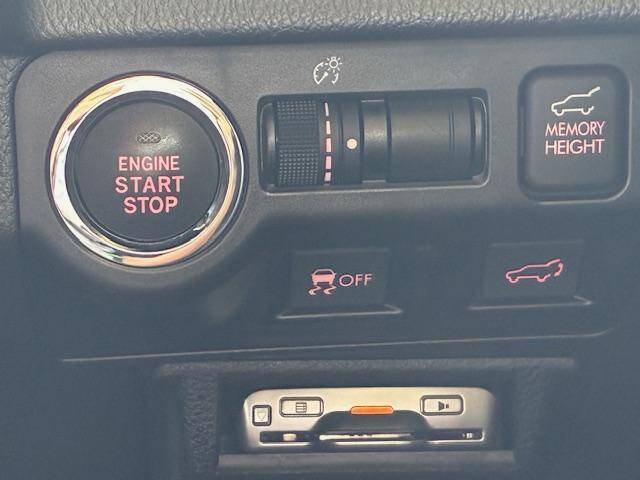 ENGINE
START
STOP
MEMORY
HEIGHT
OFF